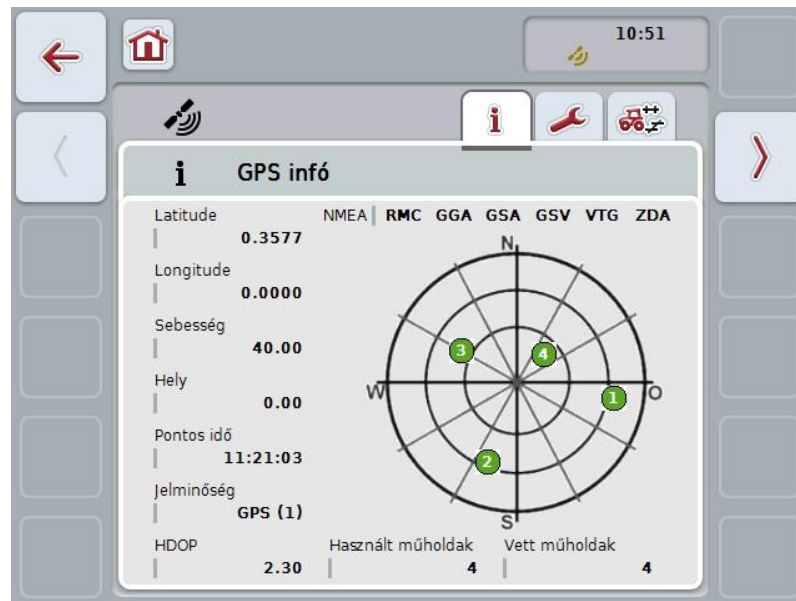 10:51
i
i GPS infó
Latitude
0.3577
NMEA RMC GGA GSA GSV VTG ZDA
N
Longitude
0.0000
Sebesség
40.00
3
4
Hely
0.00
W
O
1
Pontos idő
11:21:03
2
Jelminőség
GPS (1)
S
HDOP
2.30
Használt műholdak
4
Vett műholdak
4